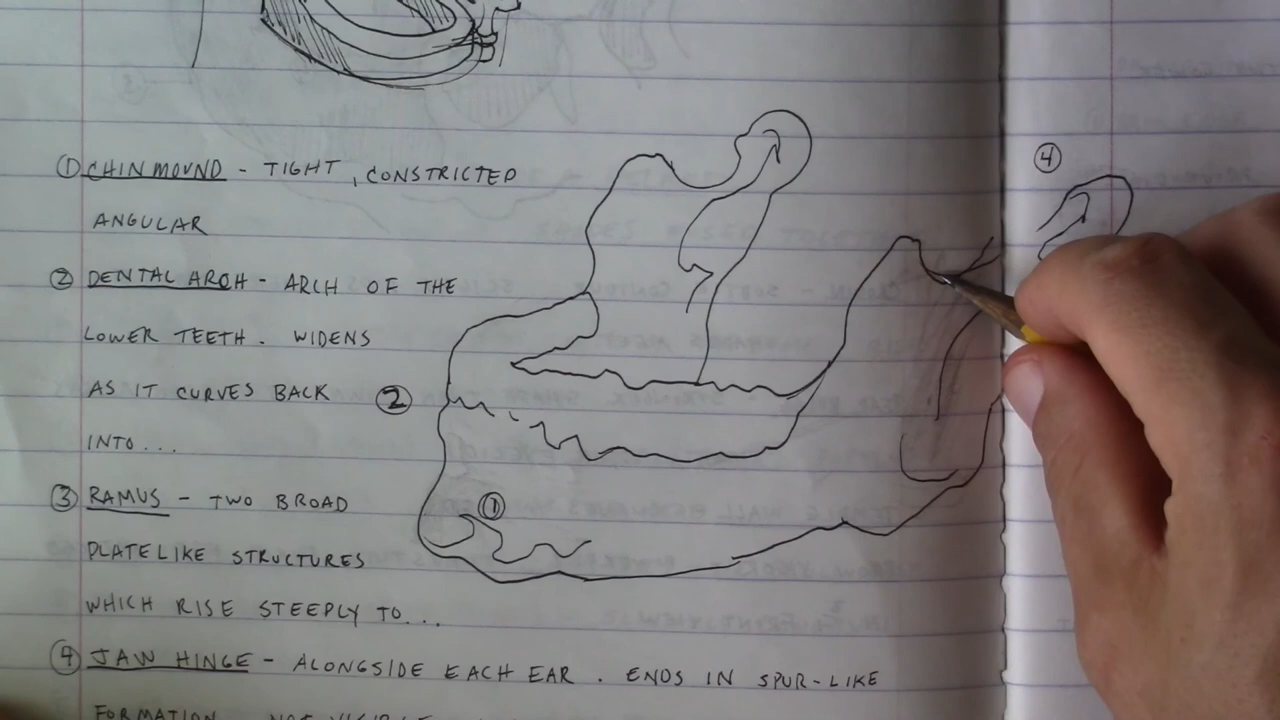 ① CHIN MOUND - TIGHT, CONSTRICTED
ANGULAR
② DENTAL ARCH - ARCH OF THE
LOWER TEETH. WIDENS
AS IT CURVES BACK
INTO...
③ RAMUS - TWO BROAD
PLATELIKE STRUCTURES
WHICH RISE STEEPLY TO...
④ JAW HINGE - ALONGSIDE EACH EAR. ENDS IN SPUR-LIKE
FORMATION
②
①
④